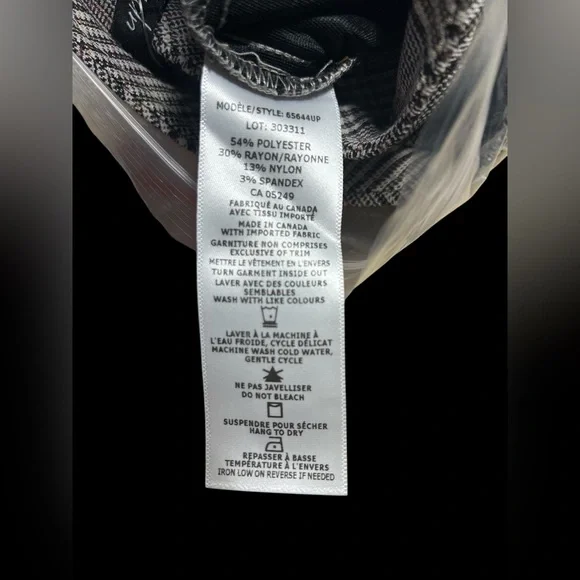 up!
MODÈLE/STYLE: 65644UP
LOT: 303311
54% POLYESTER
30% RAYON/RAYONNE
13% NYLON
3% SPANDEX
CA 05249
FABRIQUÉ AU CANADA
AVEC TISSU IMPORTÉ
MADE IN CANADA
WITH IMPORTED FABRIC
GARNITURE NON COMPRISES
EXCLUSIVE OF TRIM
METTRE LE VÊTEMENT EN L'ENVERS
TURN GARMENT INSIDE OUT
LAVER AVEC DES COULEURS
SEMBLABLES
WASH WITH LIKE COLOURS
LAVER À LA MACHINE À
L'EAU FROIDE, CYCLE DÉLICAT
MACHINE WASH COLD WATER,
GENTLE CYCLE
NE PAS JAVELLISER
DO NOT BLEACH
SUSPENDRE POUR SÉCHER
HANG TO DRY
REPASSER À BASSE
TEMPÉRATURE À L'ENVERS
IRON LOW ON REVERSE IF NEEDED